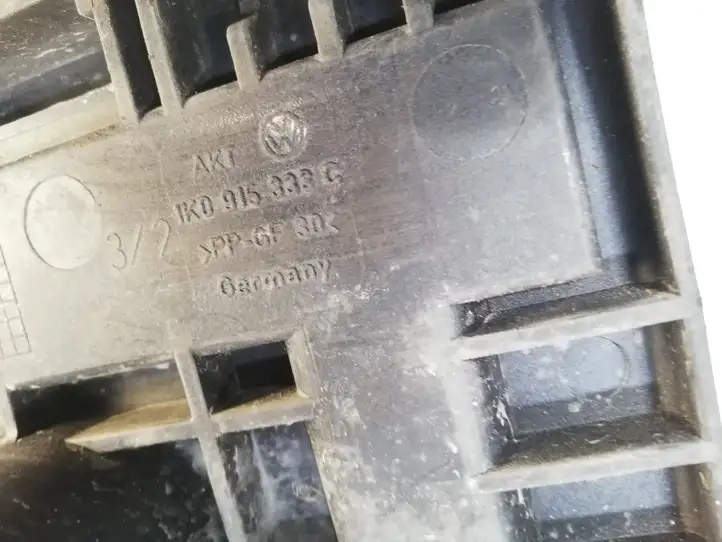 AKT
1K0 915 333 C
3/2
>PP-GF 30<
Germany